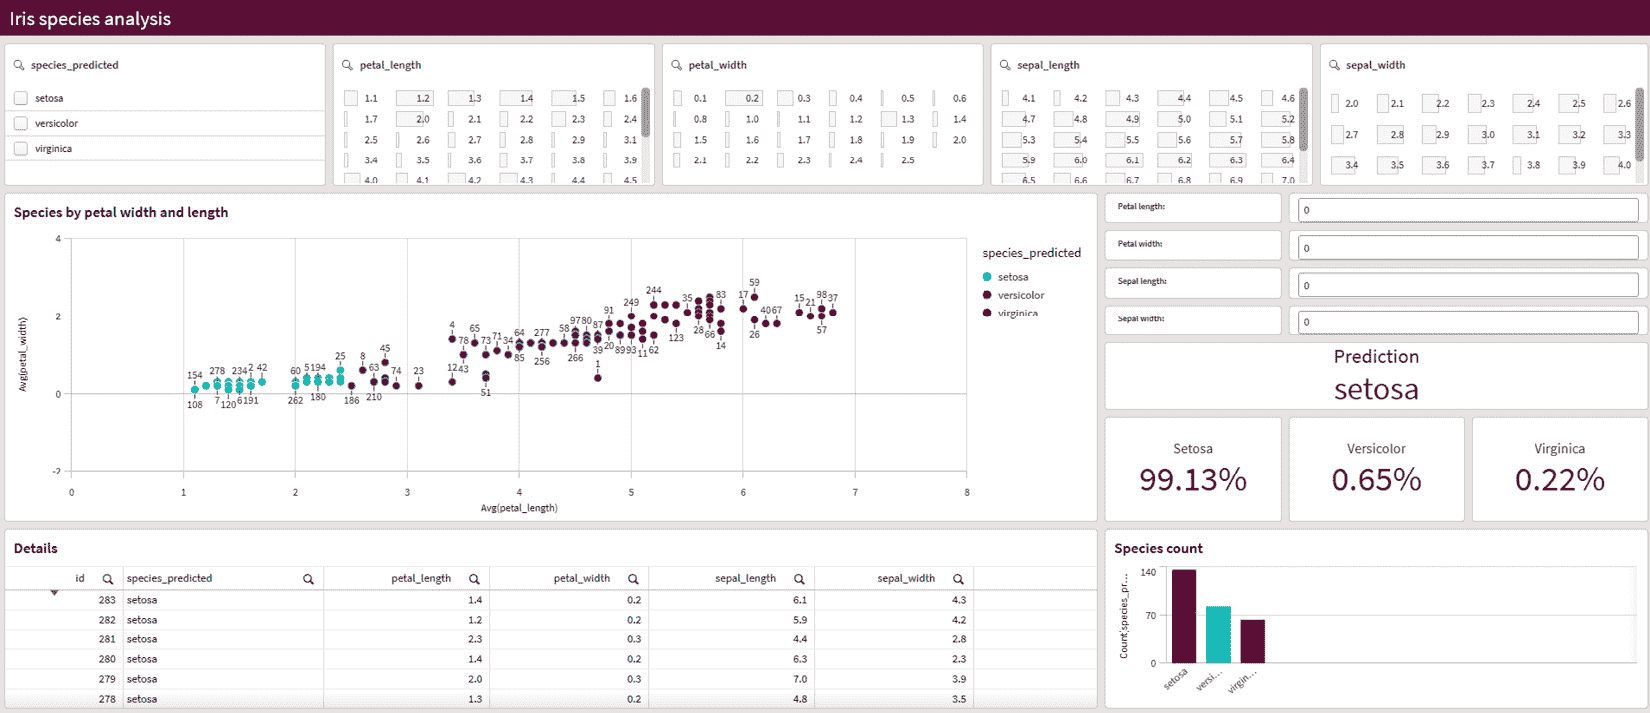 Iris species analysis
species_predicted
setosa
versicolor
virginica
petal_length
1.1 1.2 1.3 1.4 1.5 1.6
1.7 2.0 2.1 2.2 2.3 2.4
2.5 2.6 2.7 2.8 2.9 3.1
3.4 3.5 3.6 3.7 3.8 3.9
4.0 4.1 4.2 4.3 4.4 4.5
petal_width
0.1 0.2 0.3 0.4 0.5 0.6
0.8 1.0 1.1 1.2 1.3 1.4
1.5 1.6 1.7 1.8 1.9 2.0
2.1 2.2 2.3 2.4 2.5
sepal_length
4.1 4.2 4.3 4.4 4.5 4.6
4.7 4.8 4.9 5.0 5.1 5.2
5.3 5.4 5.5 5.6 5.7 5.8
5.9 6.0 6.1 6.2 6.3 6.4
6.5 6.6 6.7 6.8 6.9 7.0
sepal_width
2.0 2.1 2.2 2.3 2.4 2.5 2.6
2.7 2.8 2.9 3.0 3.1 3.2 3.3
3.4 3.5 3.6 3.7 3.8 3.9 4.0
Species by petal width and length
Avg(petal_width)
4
2
0
-2
154 278 234 2 42 60 5 194 25 8 45 4 78 65 73 71 34 64 277 58 97 80 87 91 249 244 35 83 17 59 15 21 98 37
108 7 120 6 191 262 180 186 63 210 74 23 12 43 51 85 256 266 39 1 20 89 93 11 62 123 28 66 14 26 40 67 57
0 1 2 3 4 5 6 7 8
Avg(petal_length)
species_predicted
setosa
versicolor
virginica
Petal length:
0
Petal width:
0
Sepal length:
0
Sepal width:
0
Prediction
setosa
Setosa
99.13%
Versicolor
0.65%
Virginica
0.22%
Details
id species_predicted petal_length petal_width sepal_length sepal_width
283 setosa 1.4 0.2 6.1 4.3
282 setosa 1.2 0.2 5.9 4.2
281 setosa 2.3 0.3 4.4 2.8
280 setosa 1.4 0.2 6.3 2.3
279 setosa 2.0 0.3 7.0 3.9
278 setosa 1.3 0.2 4.8 3.5
Species count
Count(species_pr...
140
70
0
setosa
versi...
virgin...